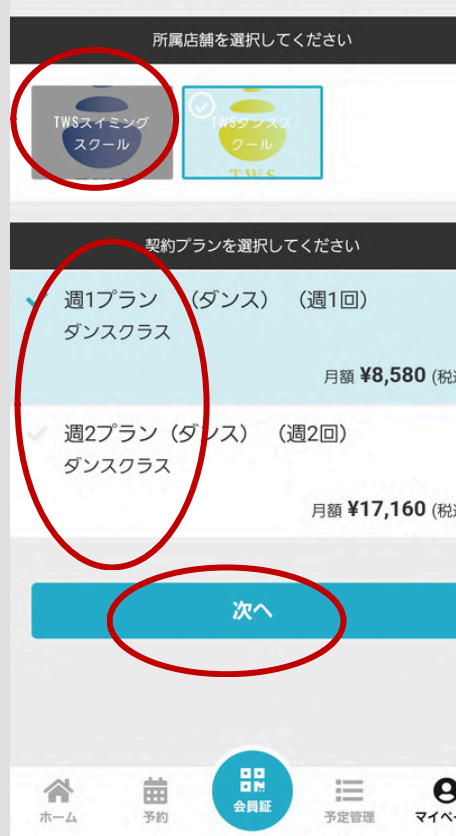 所属店舗を選択してください
TWSスイミング
スクール
TWSダンスス
クール
TWS
契約プランを選択してください
週1プラン （ダンス） （週1回）
ダンスクラス
月額 ¥8,580 (税
週2プラン（ダンス） （週2回）
ダンスクラス
月額 ¥17,160 (税
次へ
ホーム
予約
会員証
予定管理
マイペー